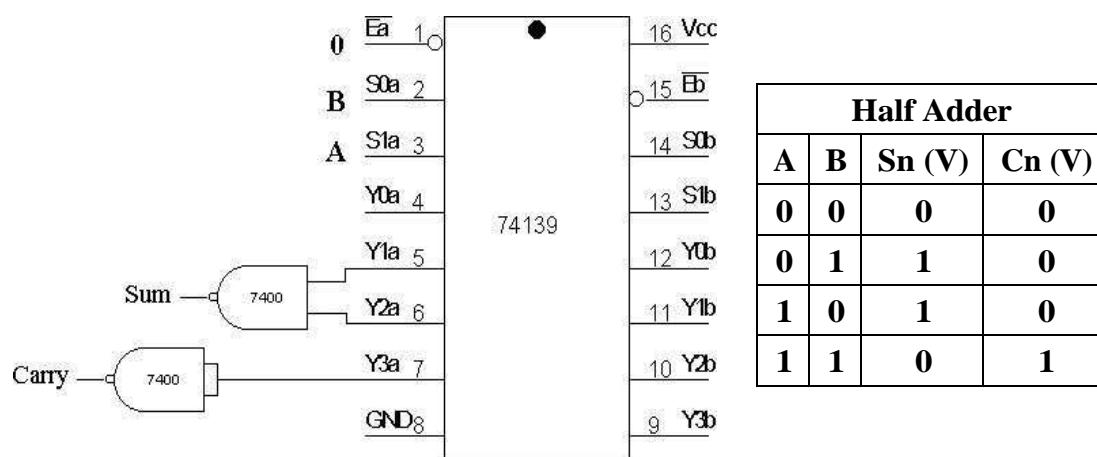 0 Ea 1 16 Vcc
B S0a 2 15 Eb
A S1a 3 14 S0b
Y0a 4 13 S1b
74139
Y1a 5 12 Y0b
Sum 7400
Y2a 6 11 Y1b
Carry 7400 Y3a 7 10 Y2b
GND 8 9 Y3b
Half Adder
A B Sn (V) Cn (V)
0 0 0 0
0 1 1 0
1 0 1 0
1 1 0 1